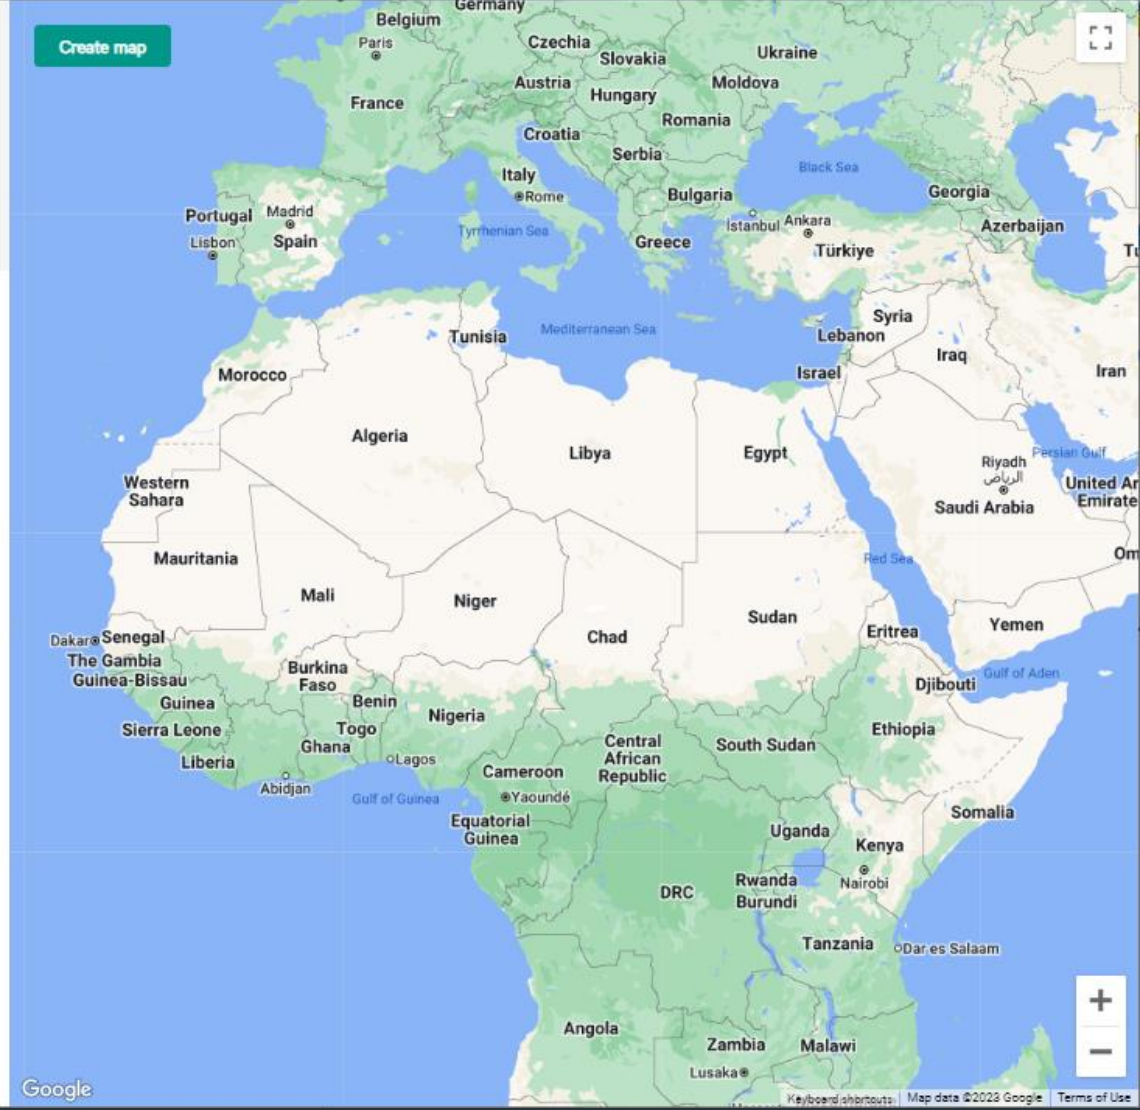 Germany
Belgium
Create map
Paris
Czechia
Slovakia
Ukraine
Austria
Moldova
Hungary
France
Romania
Croatia
Serbia
Black Sea
Italy
Rome
Bulgaria
Georgia
Portugal
Madrid
İstanbul
Ankara
Azerbaijan
Tyrrhenian Sea
Lisbon
Spain
Greece
Türkiye
Tu
Syria
Mediterranean Sea
Tunisia
Lebanon
Iraq
Israel
Iran
Morocco
Algeria
Libya
Egypt
Persian Gulf
Riyadh
الرياض
Western
Sahara
United Ar
Emirate
Saudi Arabia
Mauritania
Red Sea
Om
Mali
Niger
Sudan
Yemen
Eritrea
Dakar
Senegal
Chad
The Gambia
Guinea-Bissau
Burkina
Faso
Gulf of Aden
Djibouti
Guinea
Benin
Nigeria
Sierra Leone
Togo
Ethiopia
Ghana
Central
African
Republic
South Sudan
Liberia
Lagos
Cameroon
Abidjan
Gulf of Guinea
Yaoundé
Somalia
Equatorial
Guinea
Uganda
Kenya
Rwanda
Burundi
Nairobi
DRC
Tanzania
Dar es Salaam
+
Angola
Zambia
Malawi
−
Lusaka
Google
Keyboard shortcuts
Map data ©2023 Google
Terms of Use